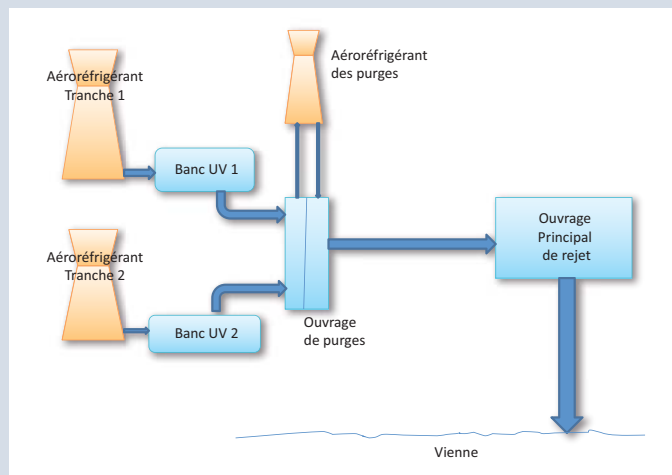 Aéroréfrigérant
Tranche 1
Banc UV 1
Aéroréfrigérant
des purges
Aéroréfrigérant
Tranche 2
Banc UV 2
Ouvrage
de purges
Ouvrage
Principal
de rejet
Vienne